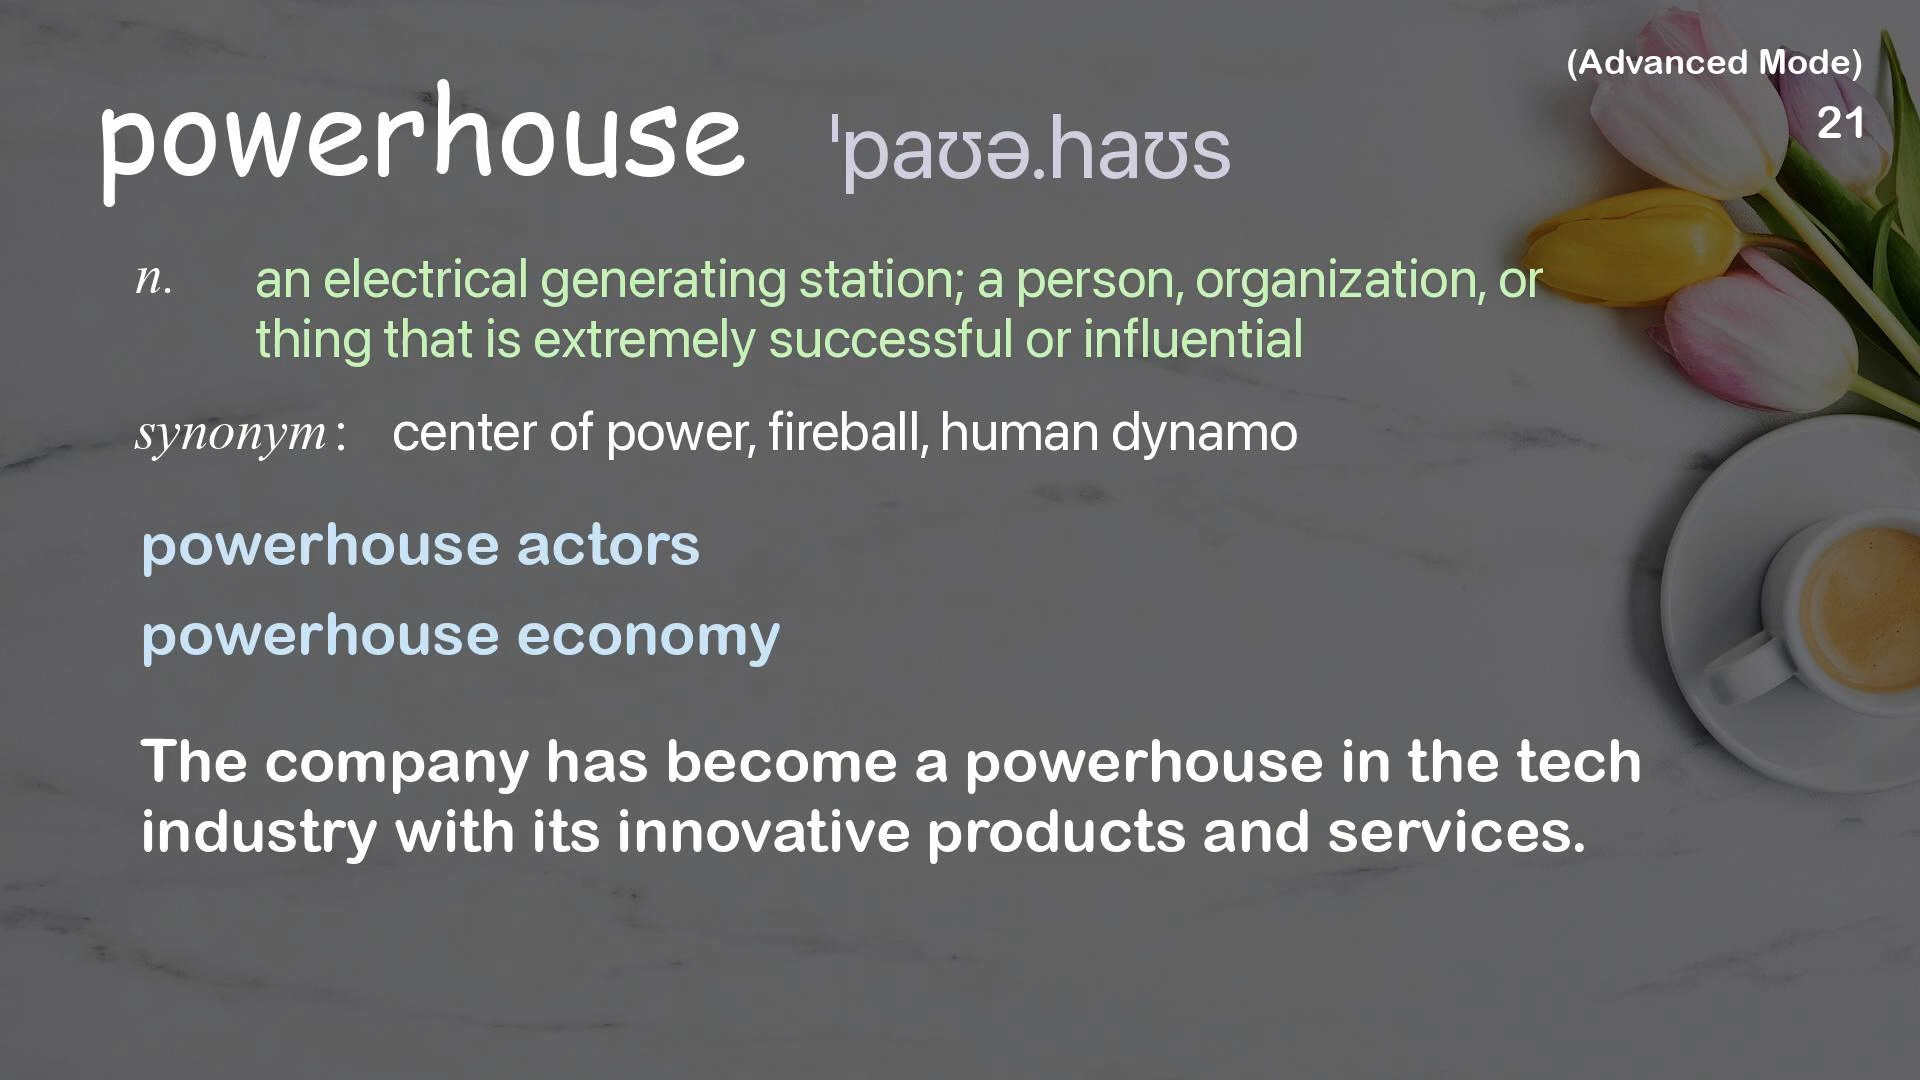 (Advanced Mode)
21
powerhouse ˈpaʊə.haʊs
n. an electrical generating station; a person, organization, or
thing that is extremely successful or influential
synonym: center of power, fireball, human dynamo
powerhouse actors
powerhouse economy
The company has become a powerhouse in the tech
industry with its innovative products and services.